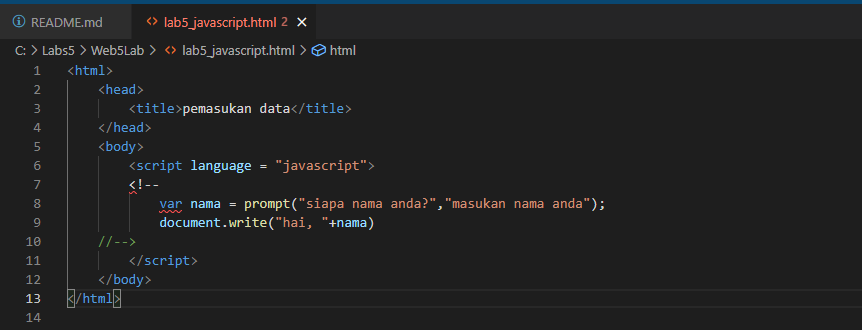 README.md lab5_javascript.html 2
C: > Labs5 > Web5Lab > lab5_javascript.html > html
1 <html>
2 <head>
3 <title>pemasukan data</title>
4 </head>
5 <body>
6 <script language = "javascript">
7 <!--
8 var nama = prompt("siapa nama anda?","masukan nama anda");
9 document.write("hai, "+nama)
10 //-->
11 </script>
12 </body>
13 </html>
14